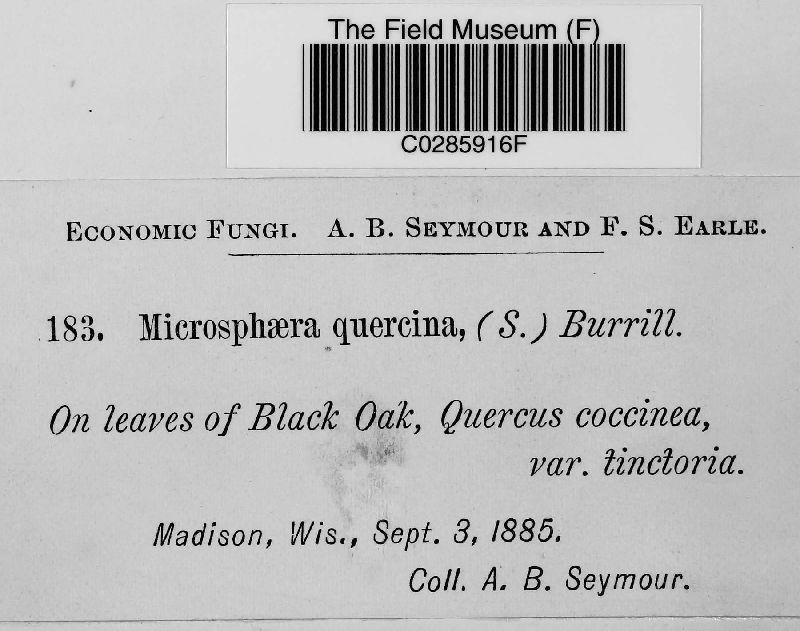 The Field Museum (F)
C0285916F
Economic Fungi. A. B. Seymour and F. S. Earle.
183. Microsphæra quercina, (S.) Burrill.
On leaves of Black Oak, Quercus coccinea,
var. tinctoria.
Madison, Wis., Sept. 3, 1885.
Coll. A. B. Seymour.